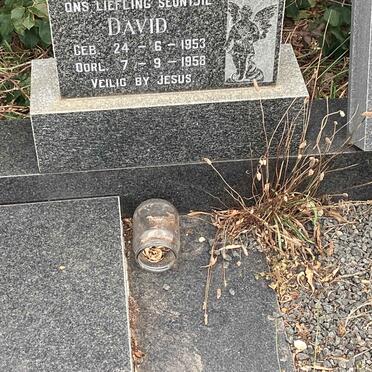 ONS LIEFLING SEUNTJIE
DAVID
GEB. 24 - 6 - 1953
OORL. 7 - 9 - 1958
VEILIG BY JESUS.